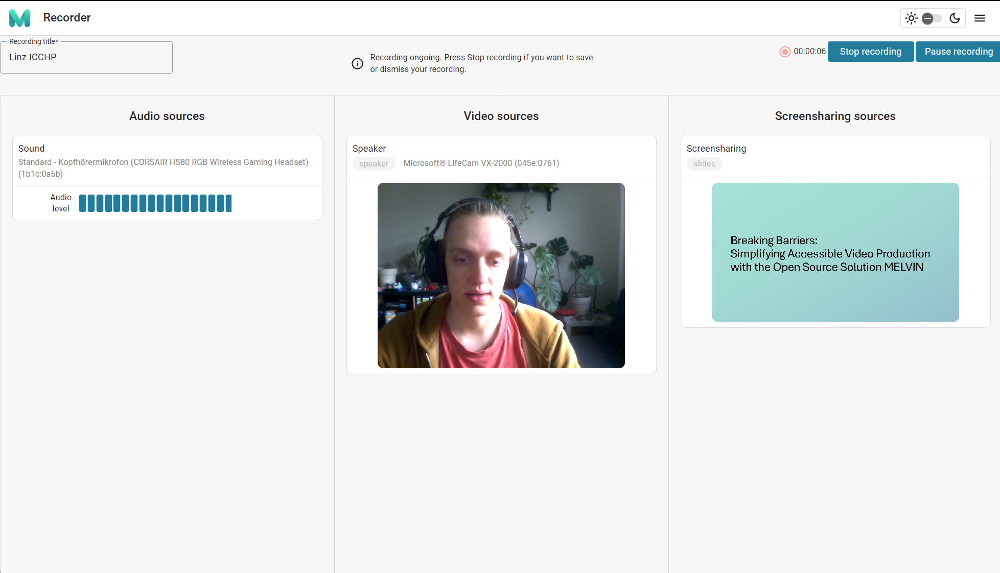 Recorder
Recording title*
Linz ICCHP
Recording ongoing. Press Stop recording if you want to save
or dismiss your recording.
00:00:06
Stop recording
Pause recording
Audio sources
Sound
Standard - Kopfhörermikrofon (CORSAIR HS80 RGB Wireless Gaming Headset)
(1b1c:0a6b)
Audio
level
Video sources
Speaker
speaker
Microsoft® LifeCam VX-2000 (045e:0761)
Screensharing sources
Screensharing
slides
Breaking Barriers:
Simplifying Accessible Video Production
with the Open Source Solution MELVIN